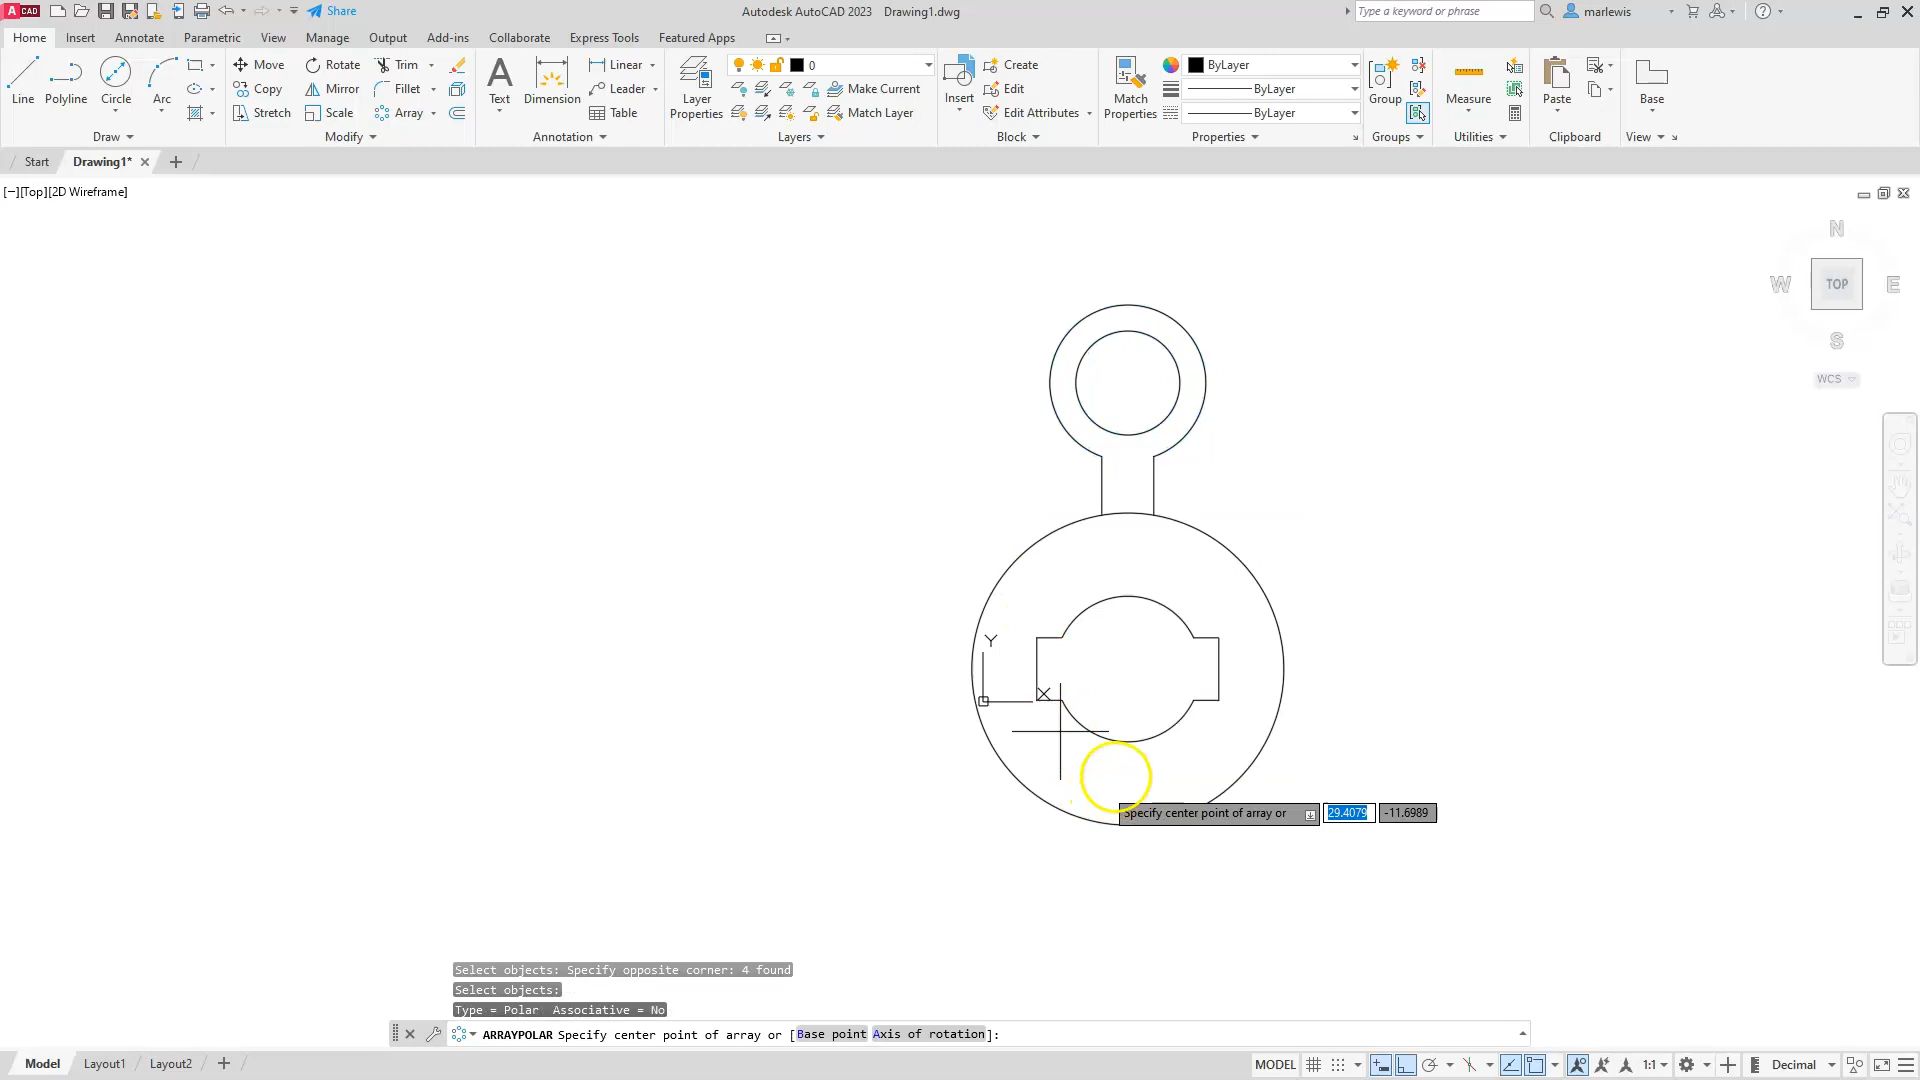 A CAD Share Autodesk AutoCAD 2023 Drawing1.dwg Type a keyword or phrase marlewis
Home Insert Annotate Parametric View Manage Output Add-ins Collaborate Express Tools Featured Apps
Line Polyline Circle Arc
Move Rotate Trim
Copy Mirror Fillet
Stretch Scale Array
Text Dimension
Linear
Leader
Table
Layer Properties
0
Make Current
Match Layer
Insert
Create
Edit
Edit Attributes
Match Properties
ByLayer
ByLayer
ByLayer
Group
Measure
Paste
Base
Draw Modify Annotation Layers Block Properties Groups Utilities Clipboard View
Start Drawing1*
[−][Top][2D Wireframe]
N
W TOP E
S
WCS
Y
X
Specify center point of array or 29.4079 -11.6989
Select objects: Specify opposite corner: 4 found
Select objects:
Type = Polar Associative = No
ARRAYPOLAR Specify center point of array or [Base point Axis of rotation]:
Model Layout1 Layout2 MODEL 1:1 Decimal